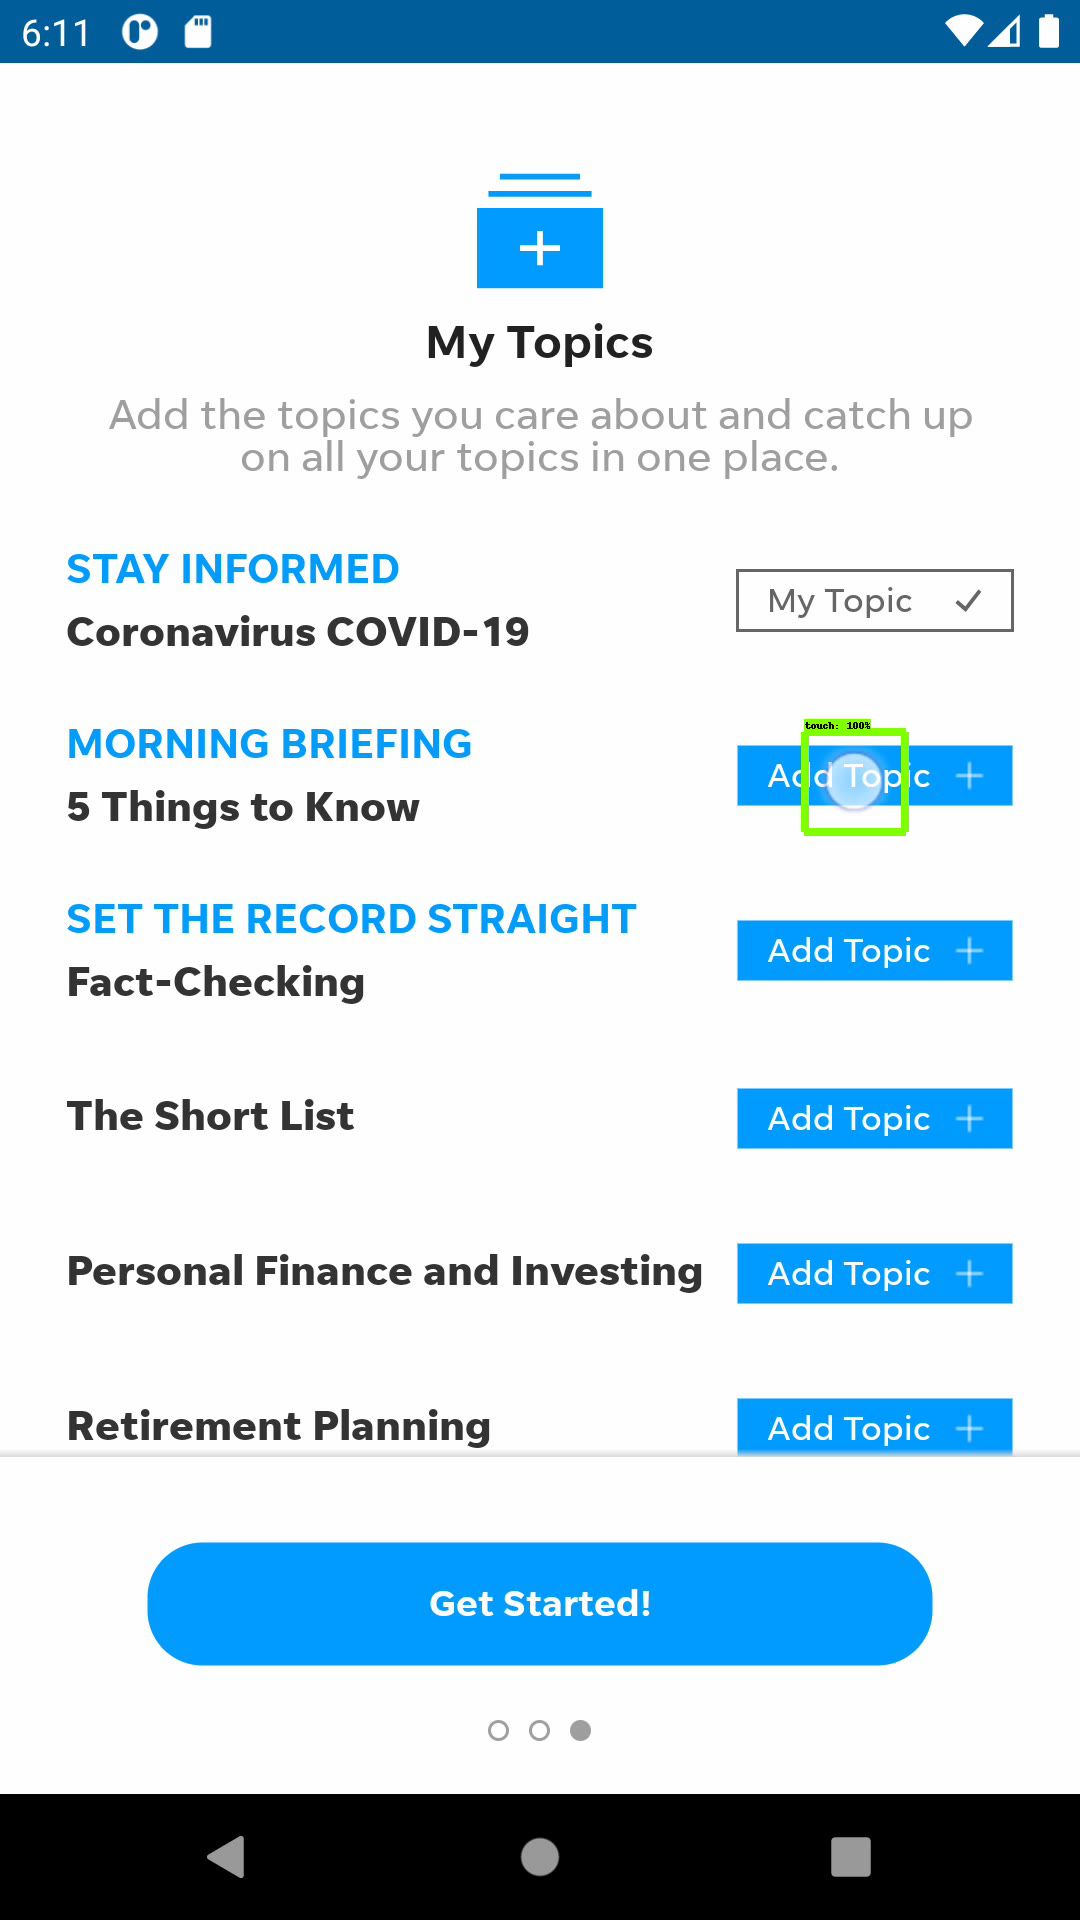 6:11
My Topics
Add the topics you care about and catch up
on all your topics in one place.
STAY INFORMED
Coronavirus COVID-19
My Topic
MORNING BRIEFING
5 Things to Know
touch: 100%
Add Topic
SET THE RECORD STRAIGHT
Fact-Checking
Add Topic
The Short List
Add Topic
Personal Finance and Investing
Add Topic
Retirement Planning
Add Topic
Get Started!